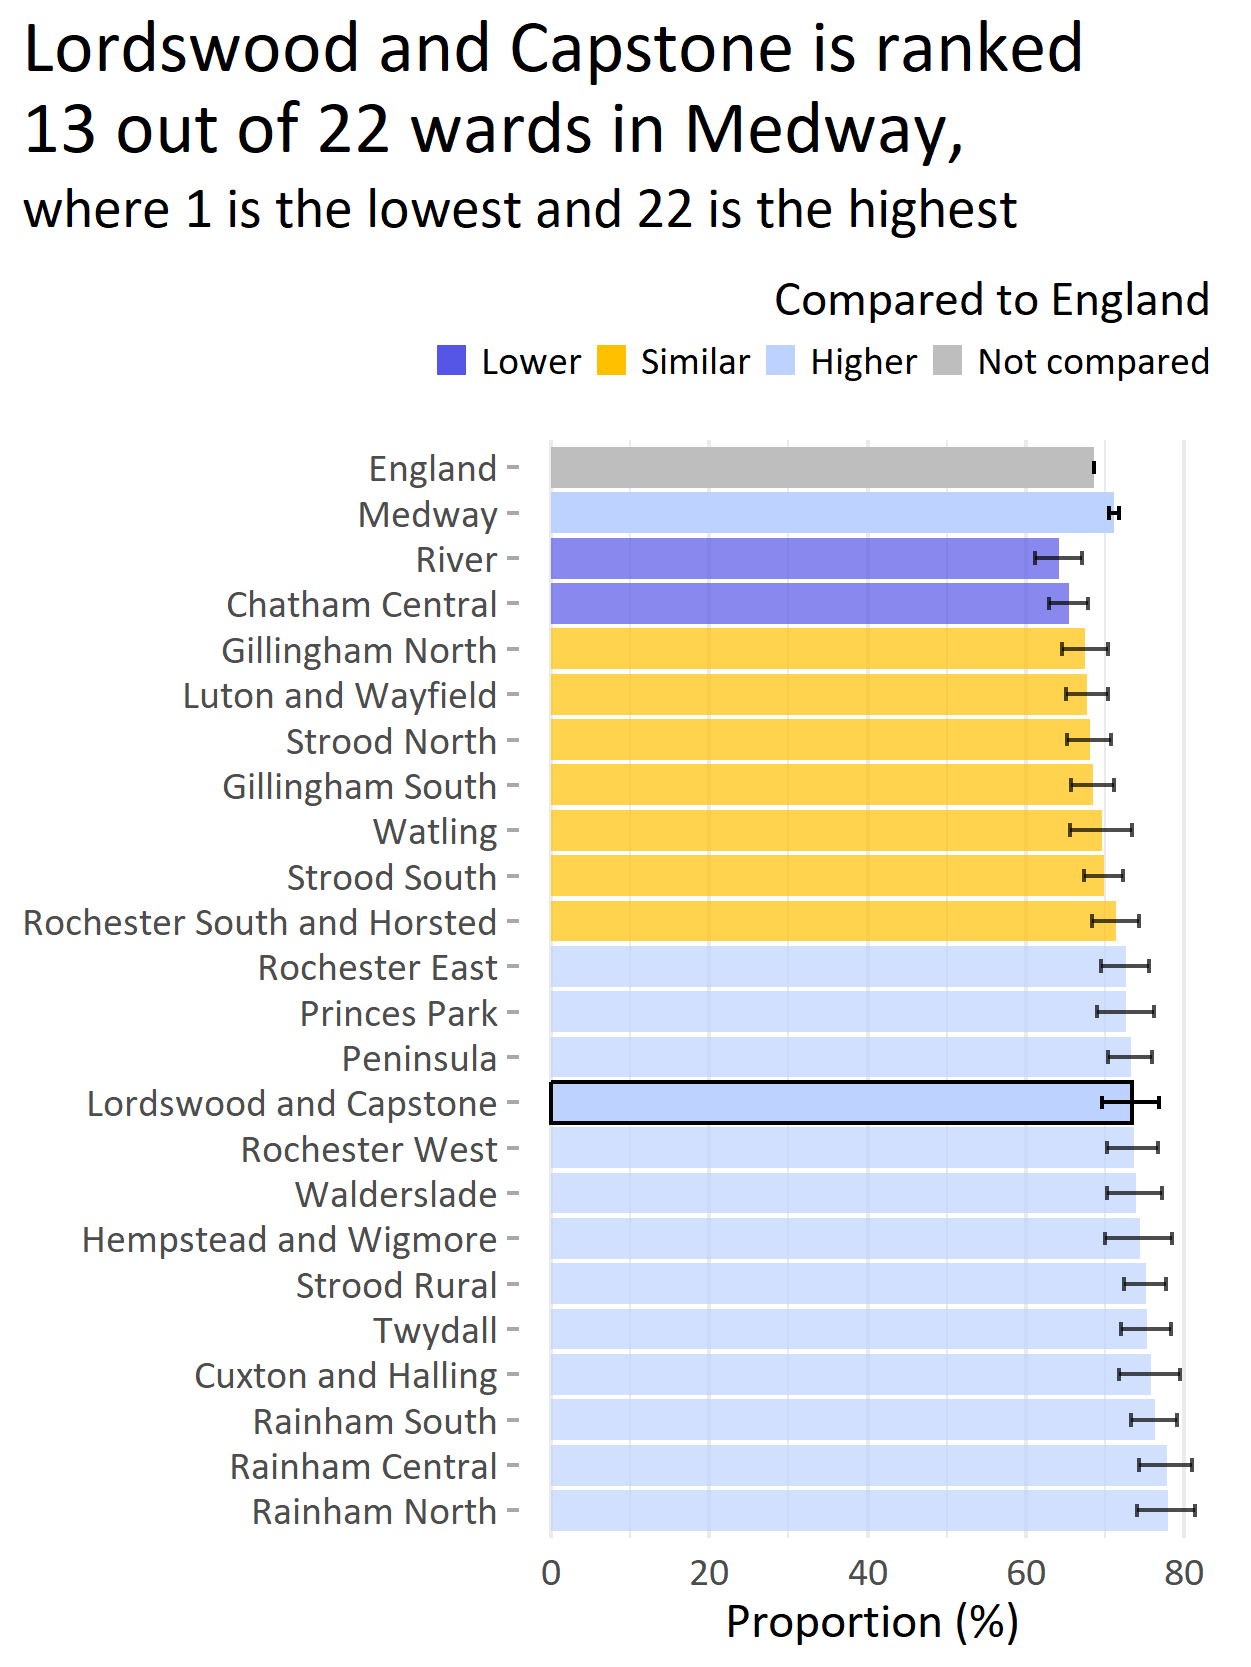 Lordswood and Capstone is ranked
13 out of 22 wards in Medway,
where 1 is the lowest and 22 is the highest
Compared to England
Lower Similar Higher Not compared
England
Medway
River
Chatham Central
Gillingham North
Luton and Wayfield
Strood North
Gillingham South
Watling
Strood South
Rochester South and Horsted
Rochester East
Princes Park
Peninsula
Lordswood and Capstone
Rochester West
Walderslade
Hempstead and Wigmore
Strood Rural
Twydall
Cuxton and Halling
Rainham South
Rainham Central
Rainham North
0 20 40 60 80
Proportion (%)